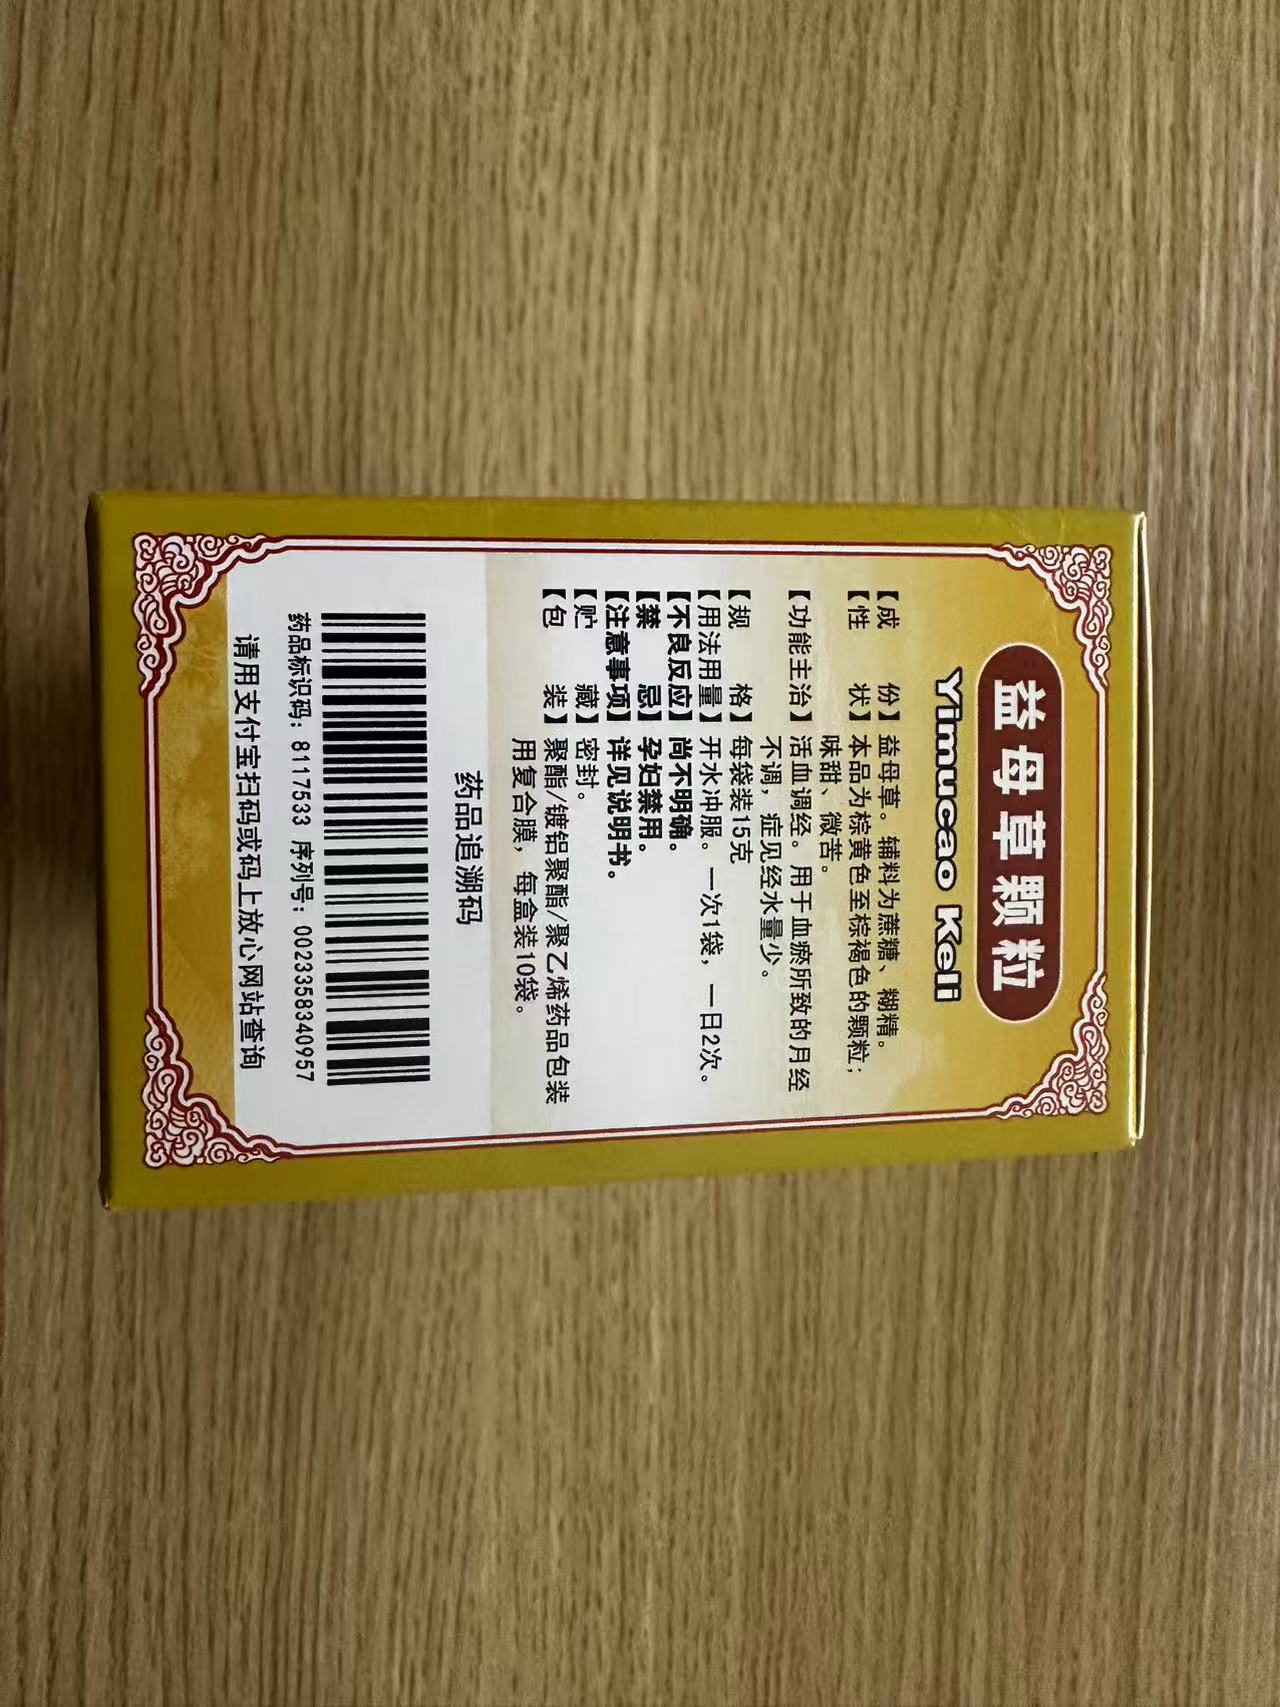 益母草颗粒
Yimucao Keli
【成 份】益母草。辅料为蔗糖、糊精。
【性 状】本品为棕黄色至棕褐色的颗粒；
味甜、微苦。
【功能主治】活血调经。用于血瘀所致的月经
不调，症见经水量少。
【规 格】每袋装15克
【用法用量】开水冲服。一次1袋，一日2次。
【不良反应】尚不明确。
【禁 忌】孕妇禁用。
【注意事项】详见说明书。
【贮 藏】密封。
【包 装】聚酯/镀铝聚酯/聚乙烯药品包装
用复合膜，每盒装10袋。
药品追溯码
药品标识码：8117533 序列号：0023358340957
请用支付宝扫码或码上放心网站查询